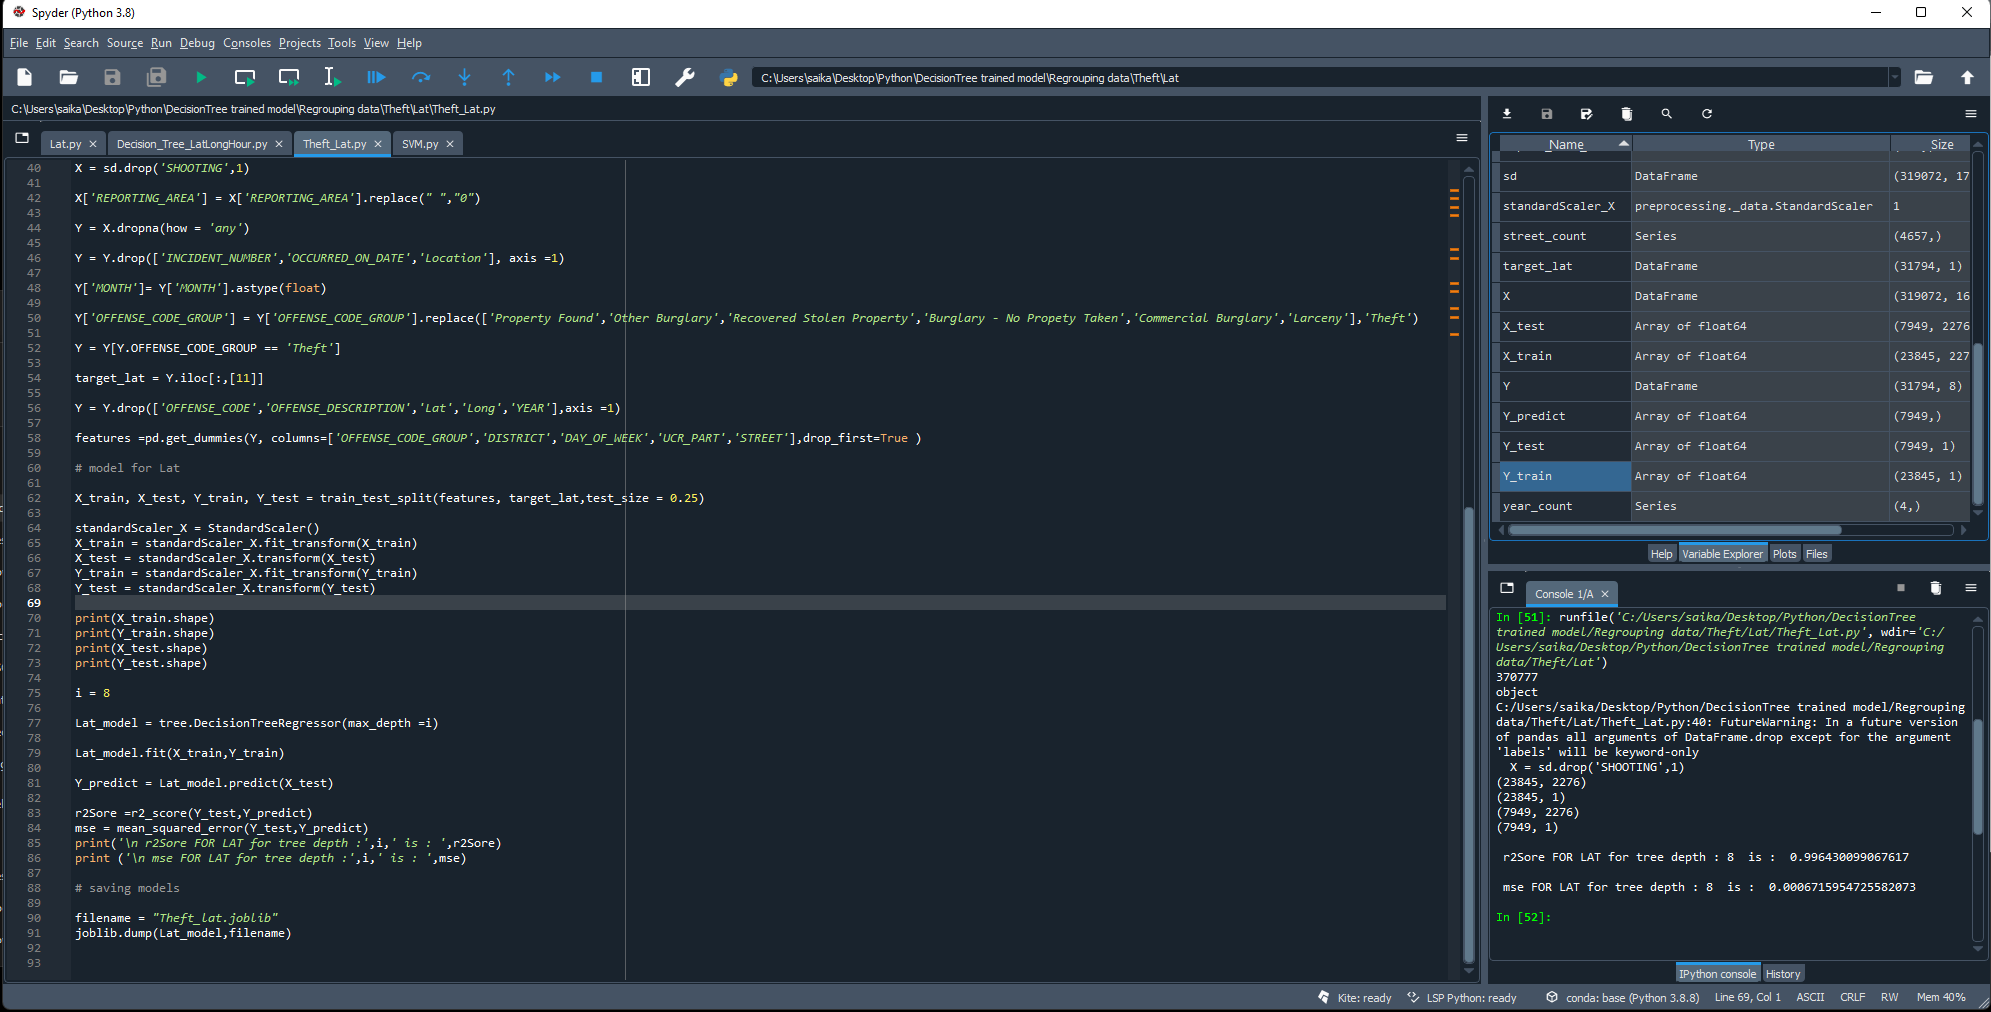 Spyder (Python 3.8)
File Edit Search Source Run Debug Consoles Projects Tools View Help
C:\Users\saika\Desktop\Python\DecisionTree trained model\Regrouping data\Theft\Lat
C:\Users\saika\Desktop\Python\DecisionTree trained model\Regrouping data\Theft\Lat\Theft_Lat.py
Lat.py Decision_Tree_LatLongHour.py Theft_Lat.py SVM.py
40 X = sd.drop('SHOOTING',1)
41
42 X['REPORTING_AREA'] = X['REPORTING_AREA'].replace(" ","0")
43
44 Y = X.dropna(how = 'any')
45
46 Y = Y.drop(['INCIDENT_NUMBER','OCCURRED_ON_DATE','Location'], axis =1)
47
48 Y['MONTH']= Y['MONTH'].astype(float)
49
50 Y['OFFENSE_CODE_GROUP'] = Y['OFFENSE_CODE_GROUP'].replace(['Property Found','Other Burglary','Recovered Stolen Property','Burglary - No Propety Taken','Commercial Burglary','Larceny'],'Theft')
51
52 Y = Y[Y.OFFENSE_CODE_GROUP == 'Theft']
53
54 target_lat = Y.iloc[:,[11]]
55
56 Y = Y.drop(['OFFENSE_CODE','OFFENSE_DESCRIPTION','Lat','Long','YEAR'],axis =1)
57
58 features =pd.get_dummies(Y, columns=['OFFENSE_CODE_GROUP','DISTRICT','DAY_OF_WEEK','UCR_PART','STREET'],drop_first=True )
59
60 # model for Lat
61
62 X_train, X_test, Y_train, Y_test = train_test_split(features, target_lat,test_size = 0.25)
63
64 standardScaler_X = StandardScaler()
65 X_train = standardScaler_X.fit_transform(X_train)
66 X_test = standardScaler_X.transform(X_test)
67 Y_train = standardScaler_X.fit_transform(Y_train)
68 Y_test = standardScaler_X.transform(Y_test)
69
70 print(X_train.shape)
71 print(Y_train.shape)
72 print(X_test.shape)
73 print(Y_test.shape)
74
75 i = 8
76
77 Lat_model = tree.DecisionTreeRegressor(max_depth =i)
78
79 Lat_model.fit(X_train,Y_train)
80
81 Y_predict = Lat_model.predict(X_test)
82
83 r2Sore =r2_score(Y_test,Y_predict)
84 mse = mean_squared_error(Y_test,Y_predict)
85 print('\n r2Sore FOR LAT for tree depth :',i,' is : ',r2Sore)
86 print ('\n mse FOR LAT for tree depth :',i,' is : ',mse)
87
88 # saving models
89
90 filename = "Theft_lat.joblib"
91 joblib.dump(Lat_model,filename)
92
93
Name Type Size
sd DataFrame (319072, 17
standardScaler_X preprocessing._data.StandardScaler 1
street_count Series (4657,)
target_lat DataFrame (31794, 1)
X DataFrame (319072, 16
X_test Array of float64 (7949, 2276
X_train Array of float64 (23845, 227
Y DataFrame (31794, 8)
Y_predict Array of float64 (7949,)
Y_test Array of float64 (7949, 1)
Y_train Array of float64 (23845, 1)
year_count Series (4,)
Help Variable Explorer Plots Files
Console 1/A
In [51]: runfile('C:/Users/saika/Desktop/Python/DecisionTree
trained model/Regrouping data/Theft/Lat/Theft_Lat.py', wdir='C:/
Users/saika/Desktop/Python/DecisionTree trained model/Regrouping
data/Theft/Lat')
370777
object
C:/Users/saika/Desktop/Python/DecisionTree trained model/Regrouping
data/Theft/Lat/Theft_Lat.py:40: FutureWarning: In a future version
of pandas all arguments of DataFrame.drop except for the argument
'labels' will be keyword-only
X = sd.drop('SHOOTING',1)
(23845, 2276)
(23845, 1)
(7949, 2276)
(7949, 1)
r2Sore FOR LAT for tree depth : 8 is : 0.996430099067617
mse FOR LAT for tree depth : 8 is : 0.0006715954725582073
In [52]:
IPython console History
Kite: ready LSP Python: ready conda: base (Python 3.8.8) Line 69, Col 1 ASCII CRLF RW Mem 40%